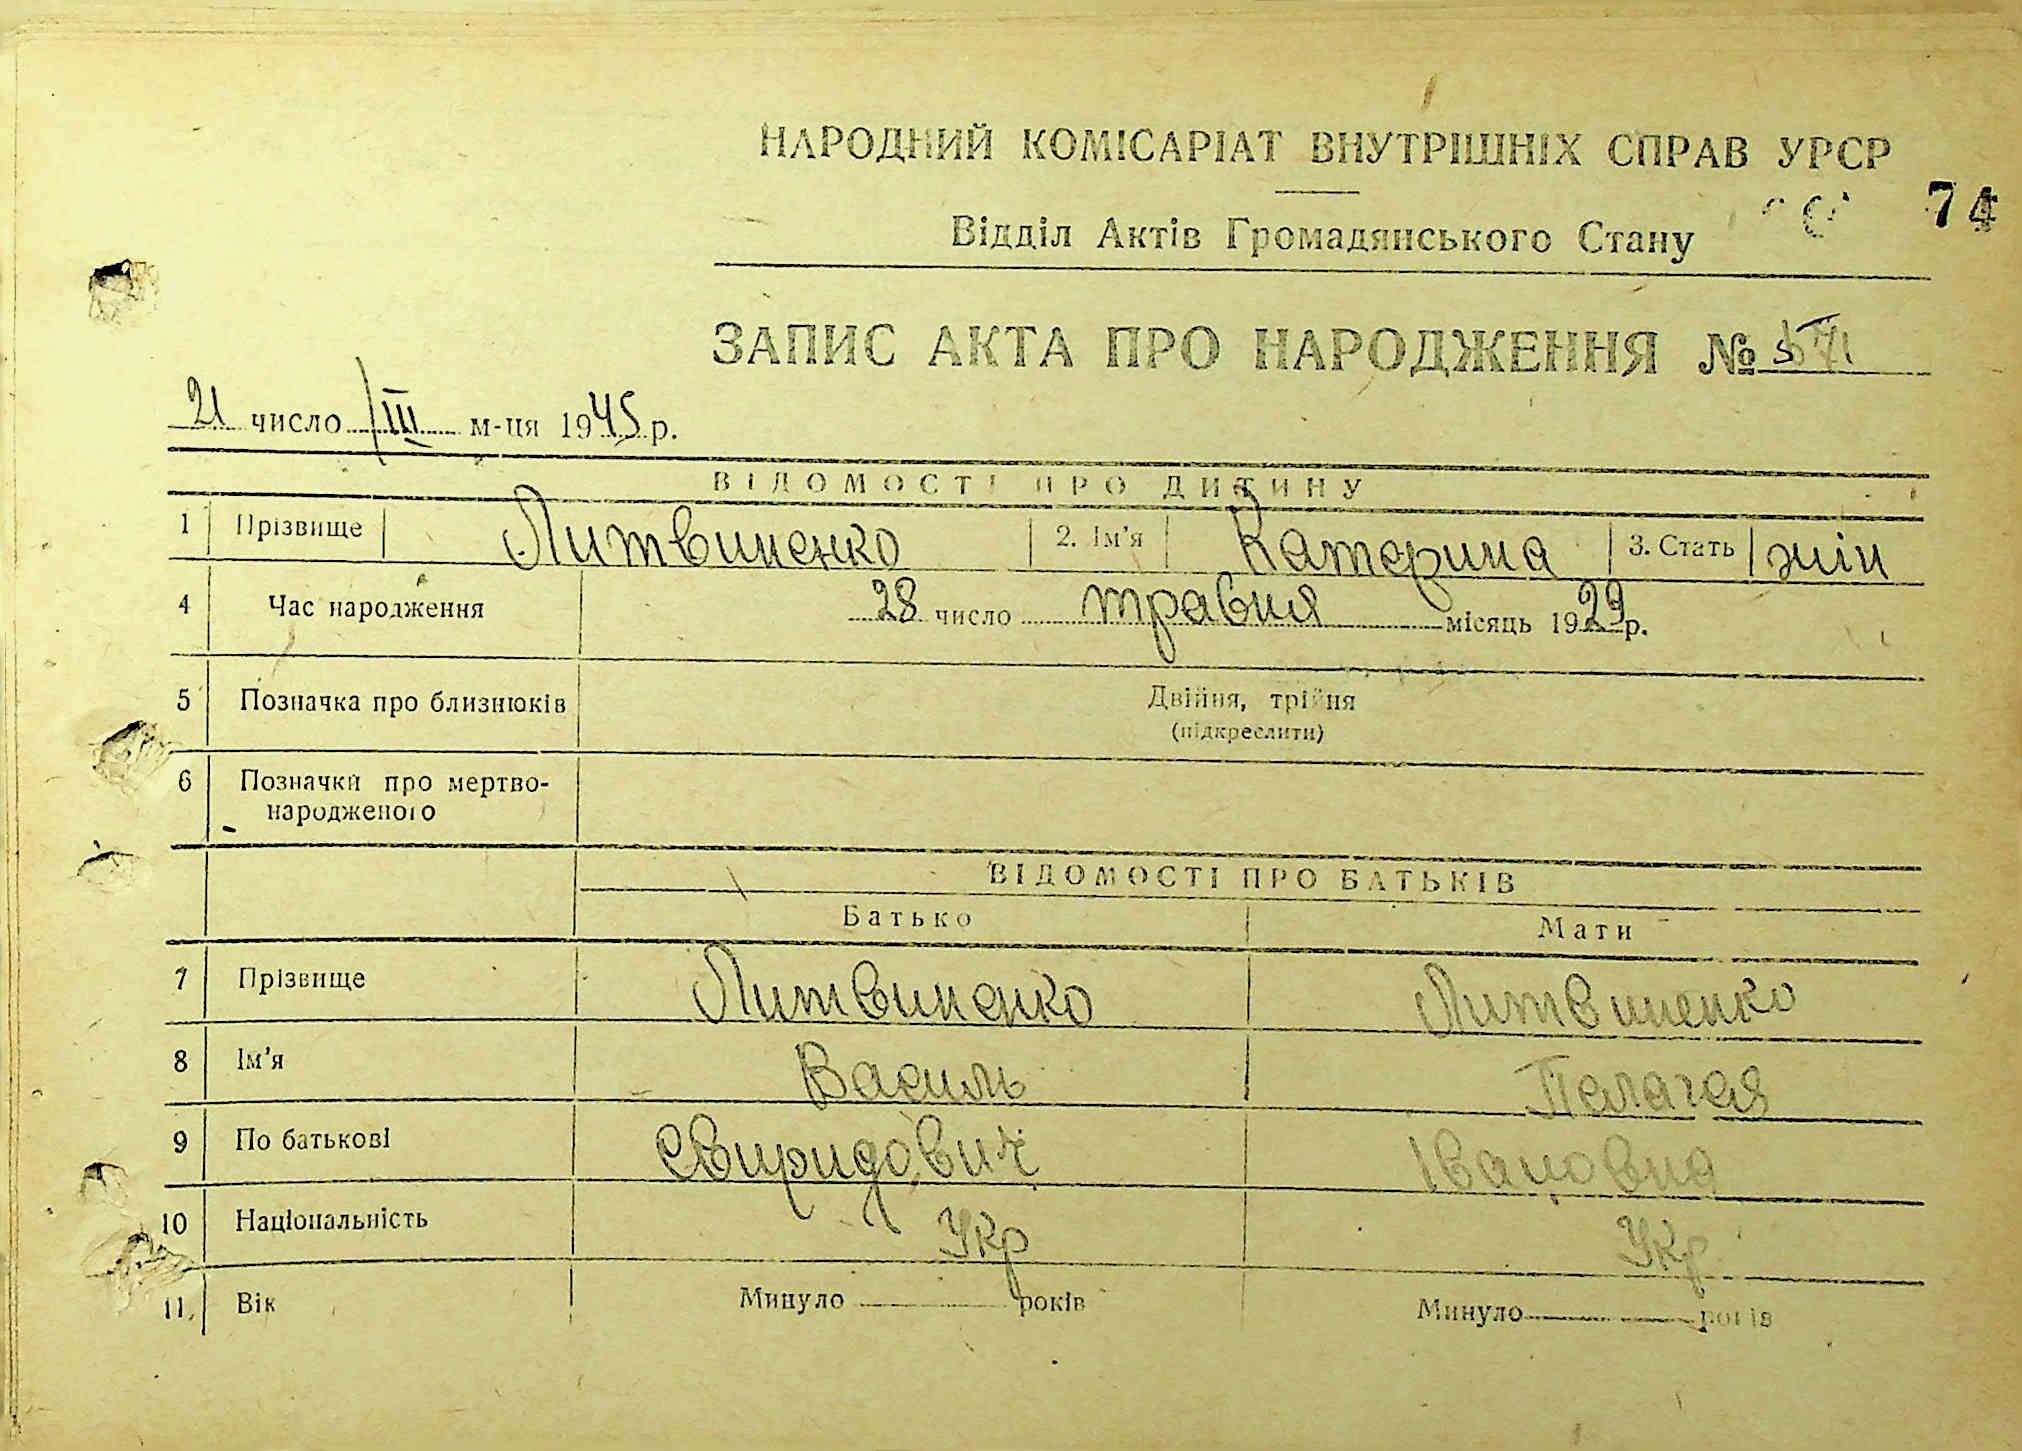 НАРОДНИЙ КОМІСАРІАТ ВНУТРІШНІХ СПРАВ УРСР
74
Відділ Актів Громадянського Стану
ЗАПИС АКТА ПРО НАРОДЖЕННЯ №
21 число III м-ця 1945 р.
ВІДОМОСТІ ПРО ДИТИНУ
1 Прізвище Литвиненко 2. Ім'я Катерина 3. Стать жін
4 Час народження 28 число травня місяць 1929 р.
5 Позначка про близнюків Двійня, трійня
(підкреслити)
6 Позначки про мертво-
народженого
ВІДОМОСТІ ПРО БАТЬКІВ
Батько Мати
7 Прізвище Литвиненко Литвиненко
8 Ім'я Василь Пелагея
9 По батькові Свиридович Івановна
10 Національність Укр Укр
11. Вік Минуло років Минуло років